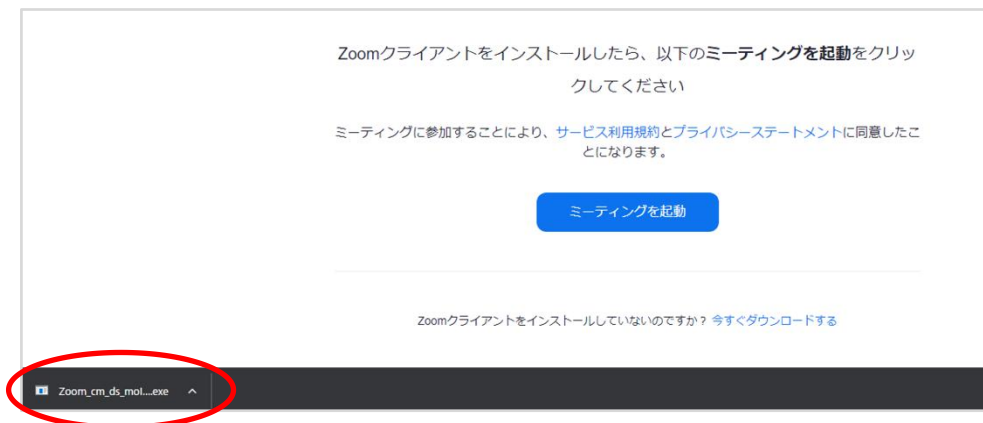 Zoomクライアントをインストールしたら、以下のミーティングを起動をクリッ
クしてください
ミーティングに参加することにより、サービス利用規約とプライバシーステートメントに同意したこ
とになります。
ミーティングを起動
Zoomクライアントをインストールしていないのですか？ 今すぐダウンロードする
Zoom_cm_ds_mol....exe